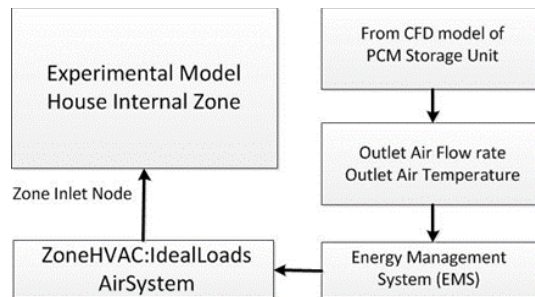 Experimental Model
House Internal Zone
From CFD model of
PCM Storage Unit
Outlet Air Flow rate
Outlet Air Temperature
Zone Inlet Node
ZoneHVAC:IdealLoads
AirSystem
Energy Management
System (EMS)